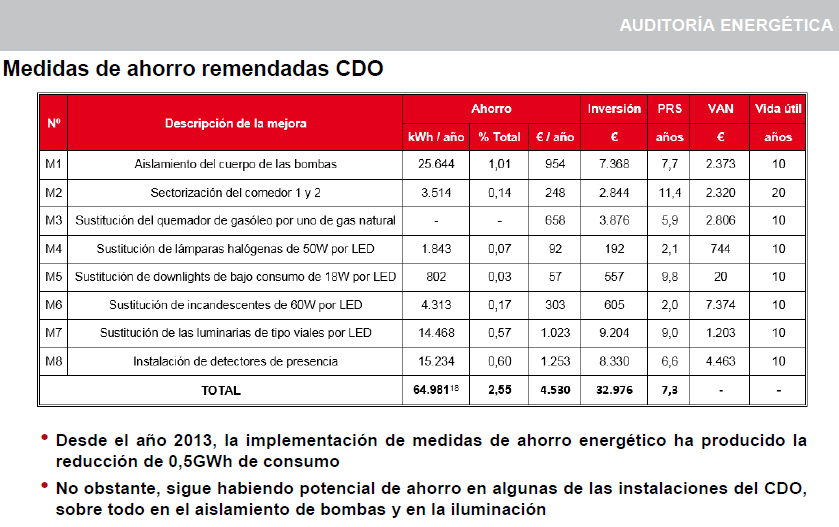 AUDITORÍA ENERGÉTICA
Medidas de ahorro remendadas CDO
Nº Descripción de la mejora Ahorro Inversión PRS VAN Vida útil
kWh / año % Total € / año € años € años
M1 Aislamiento del cuerpo de las bombas 25.644 1,01 954 7.368 7,7 2.373 10
M2 Sectorización del comedor 1 y 2 3.514 0,14 248 2.844 11,4 2.320 20
M3 Sustitución del quemador de gasóleo por uno de gas natural - - 658 3.876 5,9 2.806 10
M4 Sustitución de lámparas halógenas de 50W por LED 1.843 0,07 92 192 2,1 744 10
M5 Sustitución de downlights de bajo consumo de 18W por LED 802 0,03 57 557 9,8 20 10
M6 Sustitución de incandescentes de 60W por LED 4.313 0,17 303 605 2,0 7.374 10
M7 Sustitución de las luminarias de tipo viales por LED 14.468 0,57 1.023 9.204 9,0 1.203 10
M8 Instalación de detectores de presencia 15.234 0,60 1.253 8.330 6,6 4.463 10
TOTAL 64.981¹⁸ 2,55 4.530 32.976 7,3 - -
• Desde el año 2013, la implementación de medidas de ahorro energético ha producido la
reducción de 0,5GWh de consumo
• No obstante, sigue habiendo potencial de ahorro en algunas de las instalaciones del CDO,
sobre todo en el aislamiento de bombas y en la iluminación